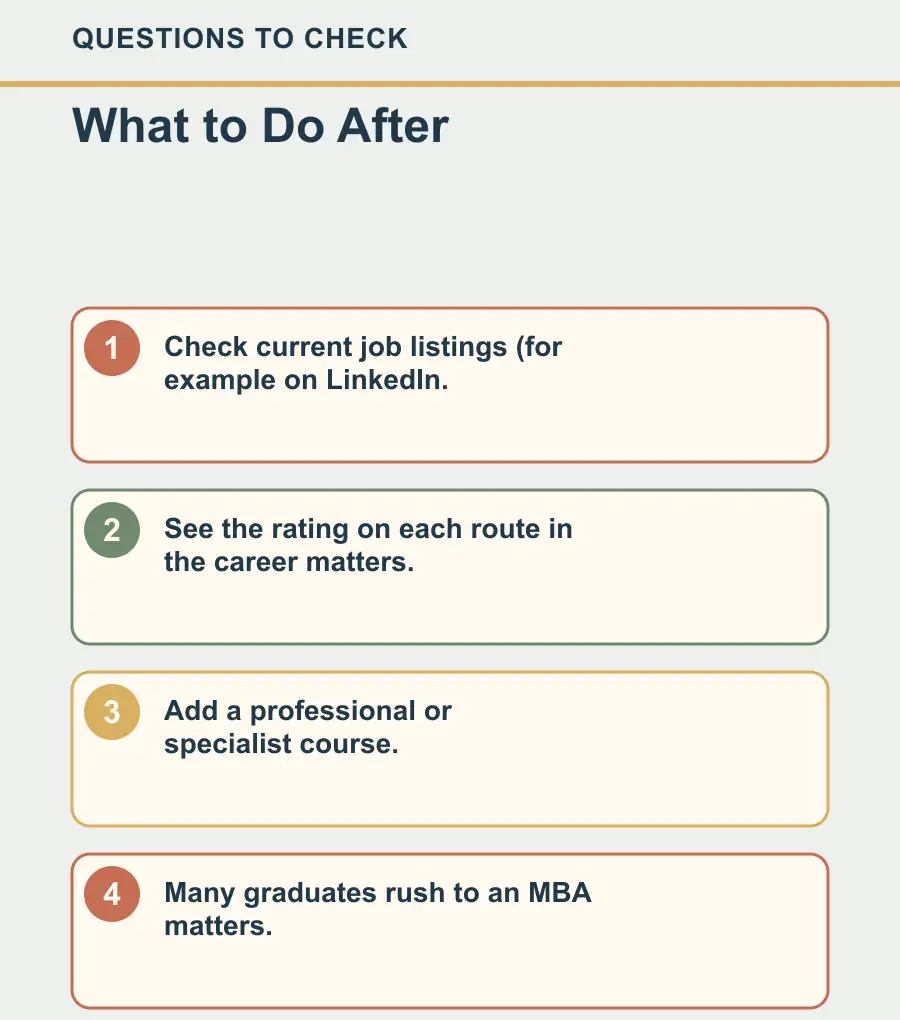 QUESTIONS TO CHECK
What to Do After
1
Check current job listings (for
example on LinkedIn.
2
See the rating on each route in
the career matters.
3
Add a professional or
specialist course.
4
Many graduates rush to an MBA
matters.